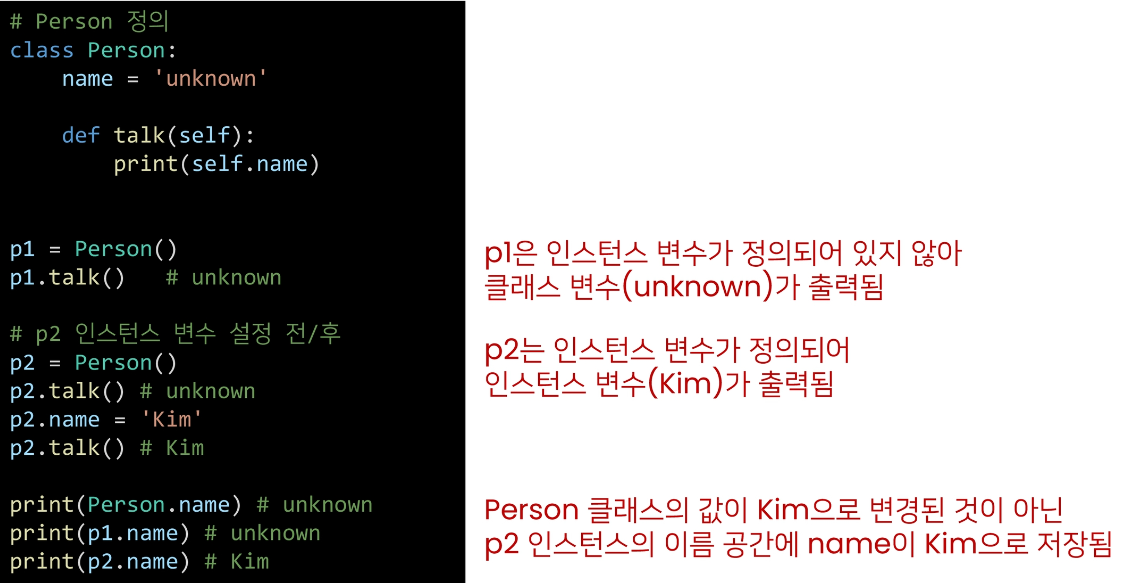 # Person 정의
class Person:
    name = 'unknown'
    def talk(self):
        print(self.name)
p1 = Person()
p1.talk()   # unknown
p1은 인스턴스 변수가 정의되어 있지 않아
클래스 변수(unknown)가 출력됨
# p2 인스턴스 변수 설정 전/후
p2 = Person()
p2.talk() # unknown
p2.name = 'Kim'
p2.talk() # Kim
p2는 인스턴스 변수가 정의되어
인스턴스 변수(Kim)가 출력됨
print(Person.name) # unknown
print(p1.name) # unknown
print(p2.name) # Kim
Person 클래스의 값이 Kim으로 변경된 것이 아닌
p2 인스턴스의 이름 공간에 name이 Kim으로 저장됨